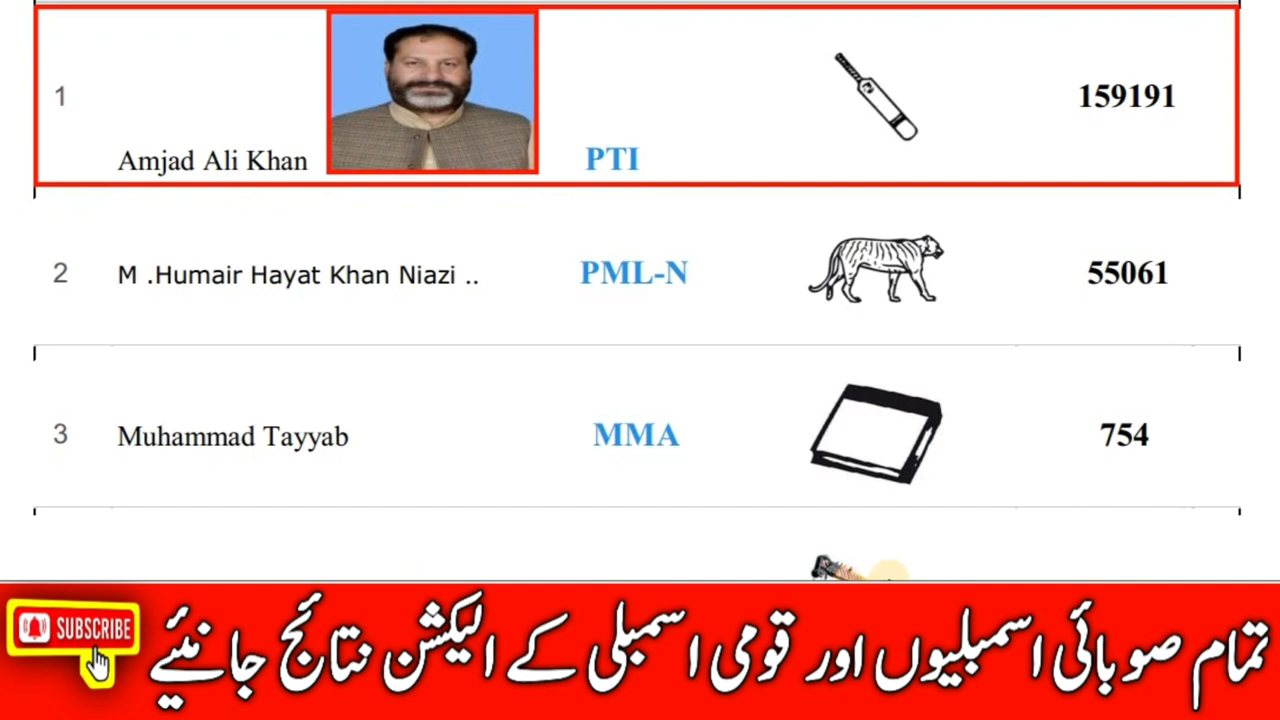 1 Amjad Ali Khan PTI 159191
2 M .Humair Hayat Khan Niazi .. PML-N 55061
3 Muhammad Tayyab MMA 754
SUBSCRIBE
تمام صوبائی اسمبلیوں اور قومی اسمبلی کے الیکشن نتائج جانیئے